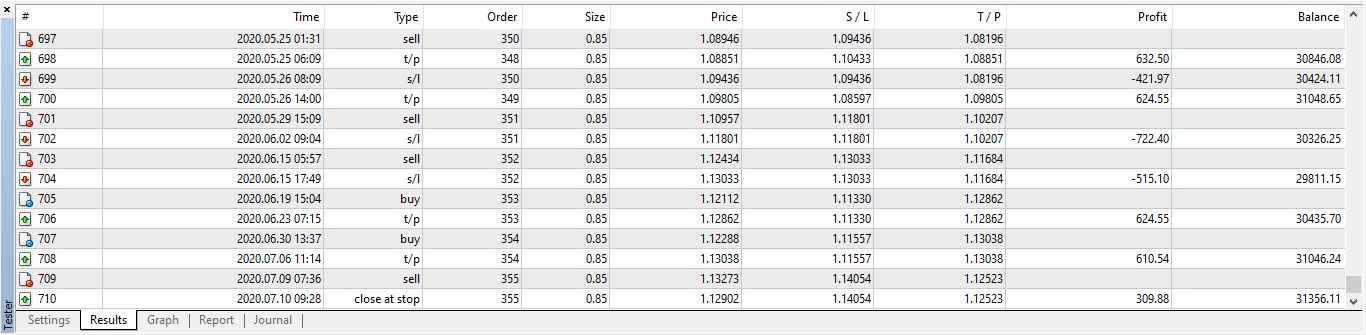 # Time Type Order Size Price S / L T / P Profit Balance
697 2020.05.25 01:31 sell 350 0.85 1.08946 1.09436 1.08196
698 2020.05.25 06:09 t/p 348 0.85 1.08851 1.10433 1.08851 632.50 30846.08
699 2020.05.26 08:09 s/l 350 0.85 1.09436 1.09436 1.08196 -421.97 30424.11
700 2020.05.26 14:00 t/p 349 0.85 1.09805 1.08597 1.09805 624.55 31048.65
701 2020.05.29 15:09 sell 351 0.85 1.10957 1.11801 1.10207
702 2020.06.02 09:04 s/l 351 0.85 1.11801 1.11801 1.10207 -722.40 30326.25
703 2020.06.15 05:57 sell 352 0.85 1.12434 1.13033 1.11684
704 2020.06.15 17:49 s/l 352 0.85 1.13033 1.13033 1.11684 -515.10 29811.15
705 2020.06.19 15:04 buy 353 0.85 1.12112 1.11330 1.12862
706 2020.06.23 07:15 t/p 353 0.85 1.12862 1.11330 1.12862 624.55 30435.70
707 2020.06.30 13:37 buy 354 0.85 1.12288 1.11557 1.13038
708 2020.07.06 11:14 t/p 354 0.85 1.13038 1.11557 1.13038 610.54 31046.24
709 2020.07.09 07:36 sell 355 0.85 1.13273 1.14054 1.12523
710 2020.07.10 09:28 close at stop 355 0.85 1.12902 1.14054 1.12523 309.88 31356.11
Settings | Results | Graph | Report | Journal |
Tester